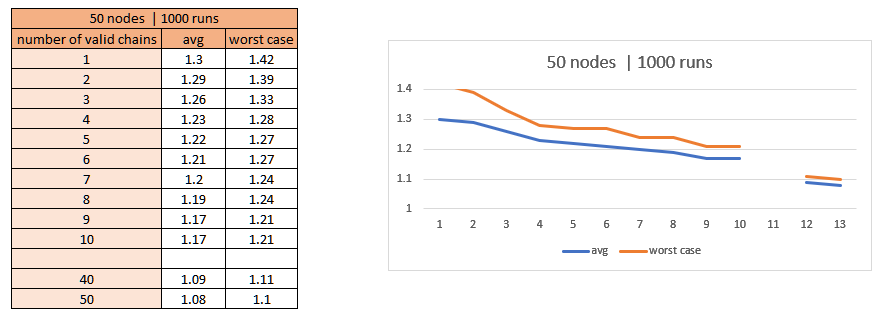 50 nodes | 1000 runs
number of valid chains avg worst case
1 1.3 1.42
2 1.29 1.39
3 1.26 1.33
4 1.23 1.28
5 1.22 1.27
6 1.21 1.27
7 1.2 1.24
8 1.19 1.24
9 1.17 1.21
10 1.17 1.21
40 1.09 1.11
50 1.08 1.1
50 nodes | 1000 runs
1.4
1.3
1.2
1.1
1
1 2 3 4 5 6 7 8 9 10 11 12 13
avg worst case